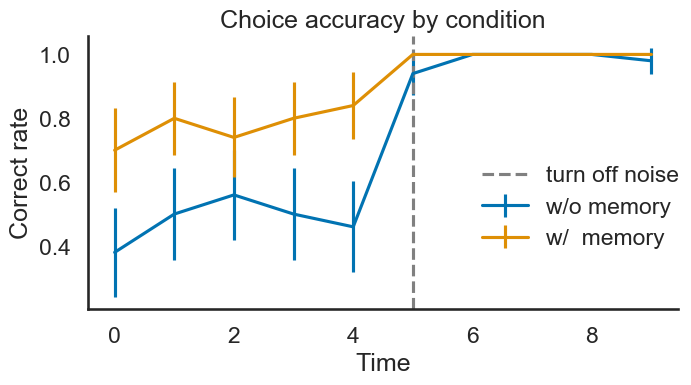 Choice accuracy by condition
Correct rate
1.0
0.8
0.6
0.4
turn off noise
w/o memory
w/  memory
0
2
4
6
8
Time